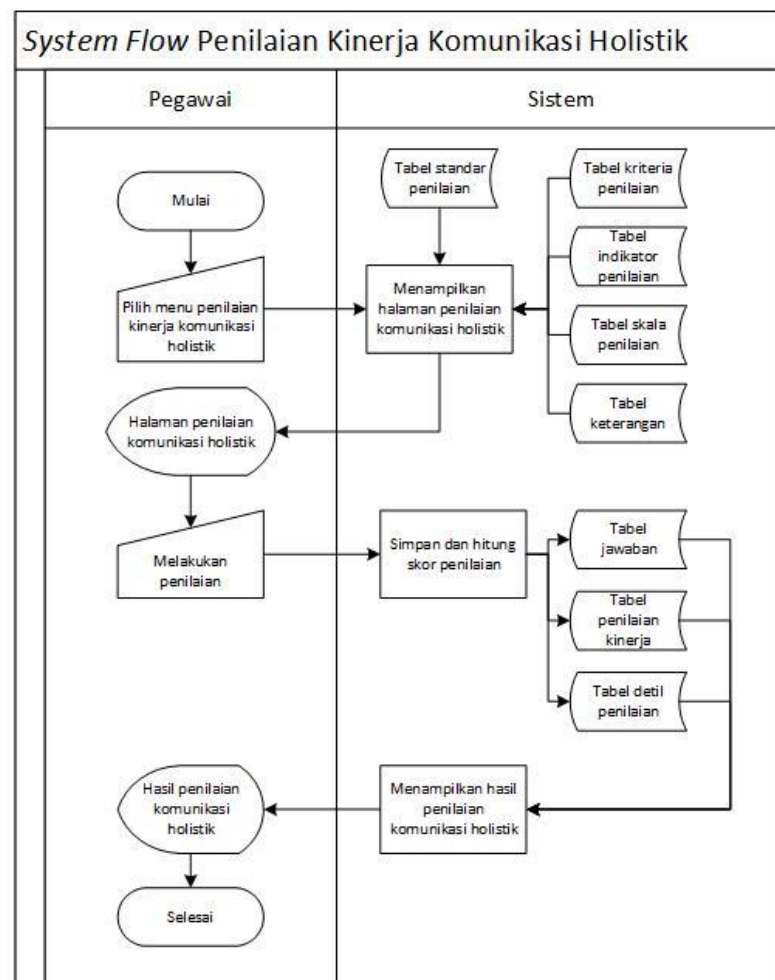 System Flow Penilaian Kinerja Komunikasi Holistik
Pegawai
Sistem
Mulai
Tabel standar
penilaian
Tabel kriteria
penilaian
Tabel
indikator
penilaian
Pilih menu penilaian
kinerja komunikasi
holistik
Menampilkan
halaman penilaian
komunikasi holistik
Tabel skala
penilaian
Tabel
keterangan
Halaman penilaian
komunikasi holistik
Melakukan
penilaian
Simpan dan hitung
skor penilaian
Tabel
jawaban
Tabel
penilaian
kinerja
Tabel detil
penilaian
Hasil penilaian
komunikasi
holistik
Menampilkan hasil
penilaian
komunikasi holistik
Selesai